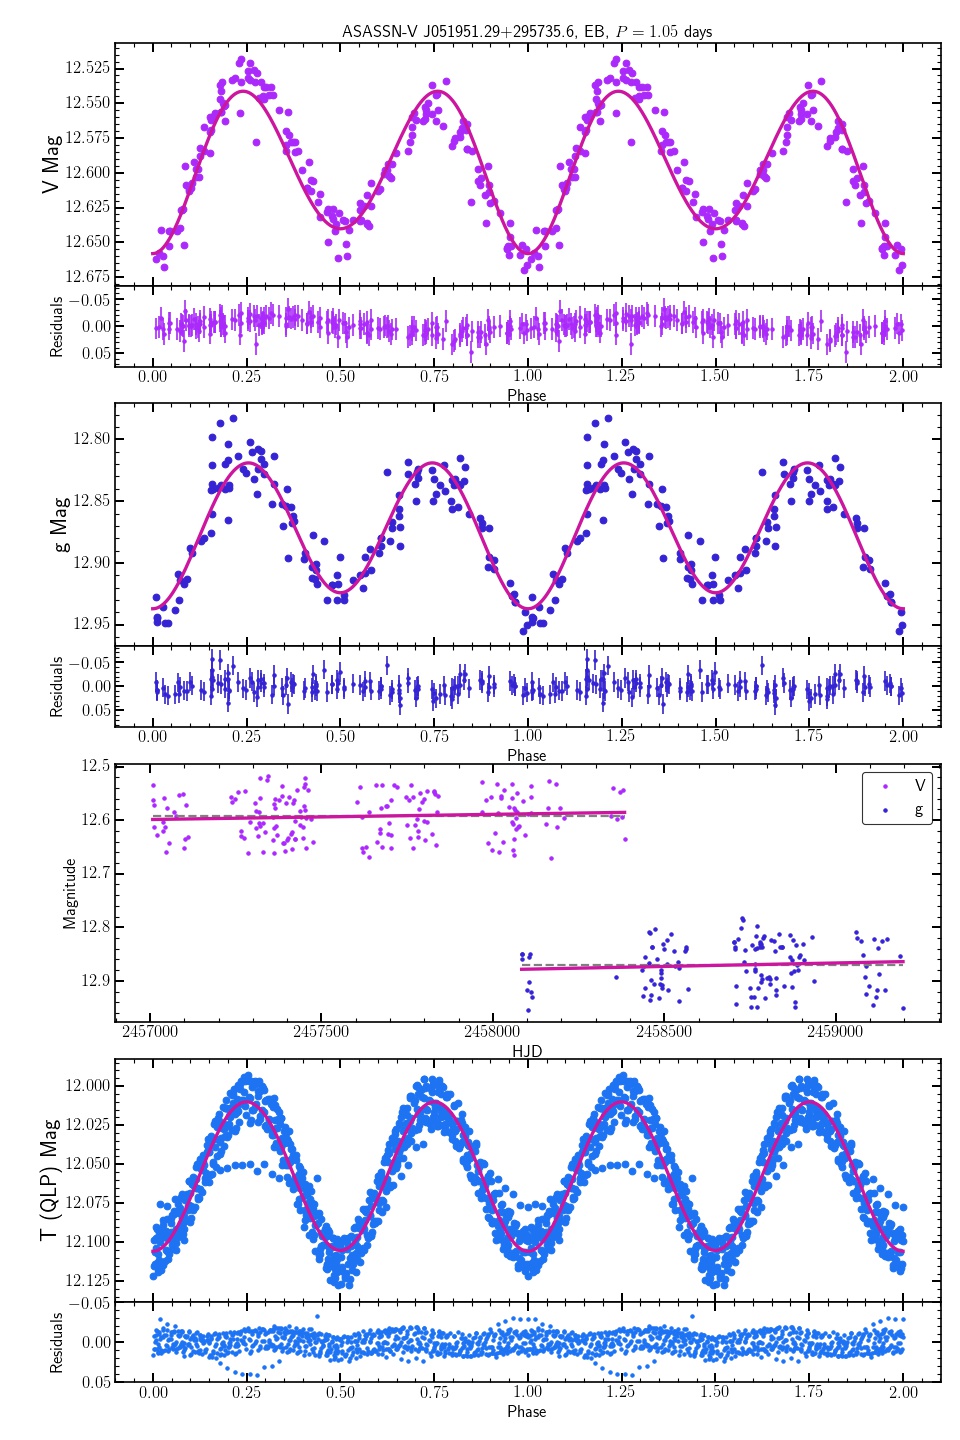 ASASSN-V J051951.29+295735.6, EB, P = 1.05 days
12.525
12.550
12.575
12.600
12.625
12.650
12.675
V Mag
−0.05
0.00
0.05
Residuals
0.00 0.25 0.50 0.75 1.00 1.25 1.50 1.75 2.00
Phase
12.80
12.85
12.90
12.95
g Mag
−0.05
0.00
0.05
Residuals
0.00 0.25 0.50 0.75 1.00 1.25 1.50 1.75 2.00
Phase
12.5
12.6
12.7
12.8
12.9
Magnitude
V
g
2457000 2457500 2458000 2458500 2459000
HJD
12.000
12.025
12.050
12.075
12.100
12.125
T (QLP) Mag
−0.05
0.00
0.05
Residuals
0.00 0.25 0.50 0.75 1.00 1.25 1.50 1.75 2.00
Phase